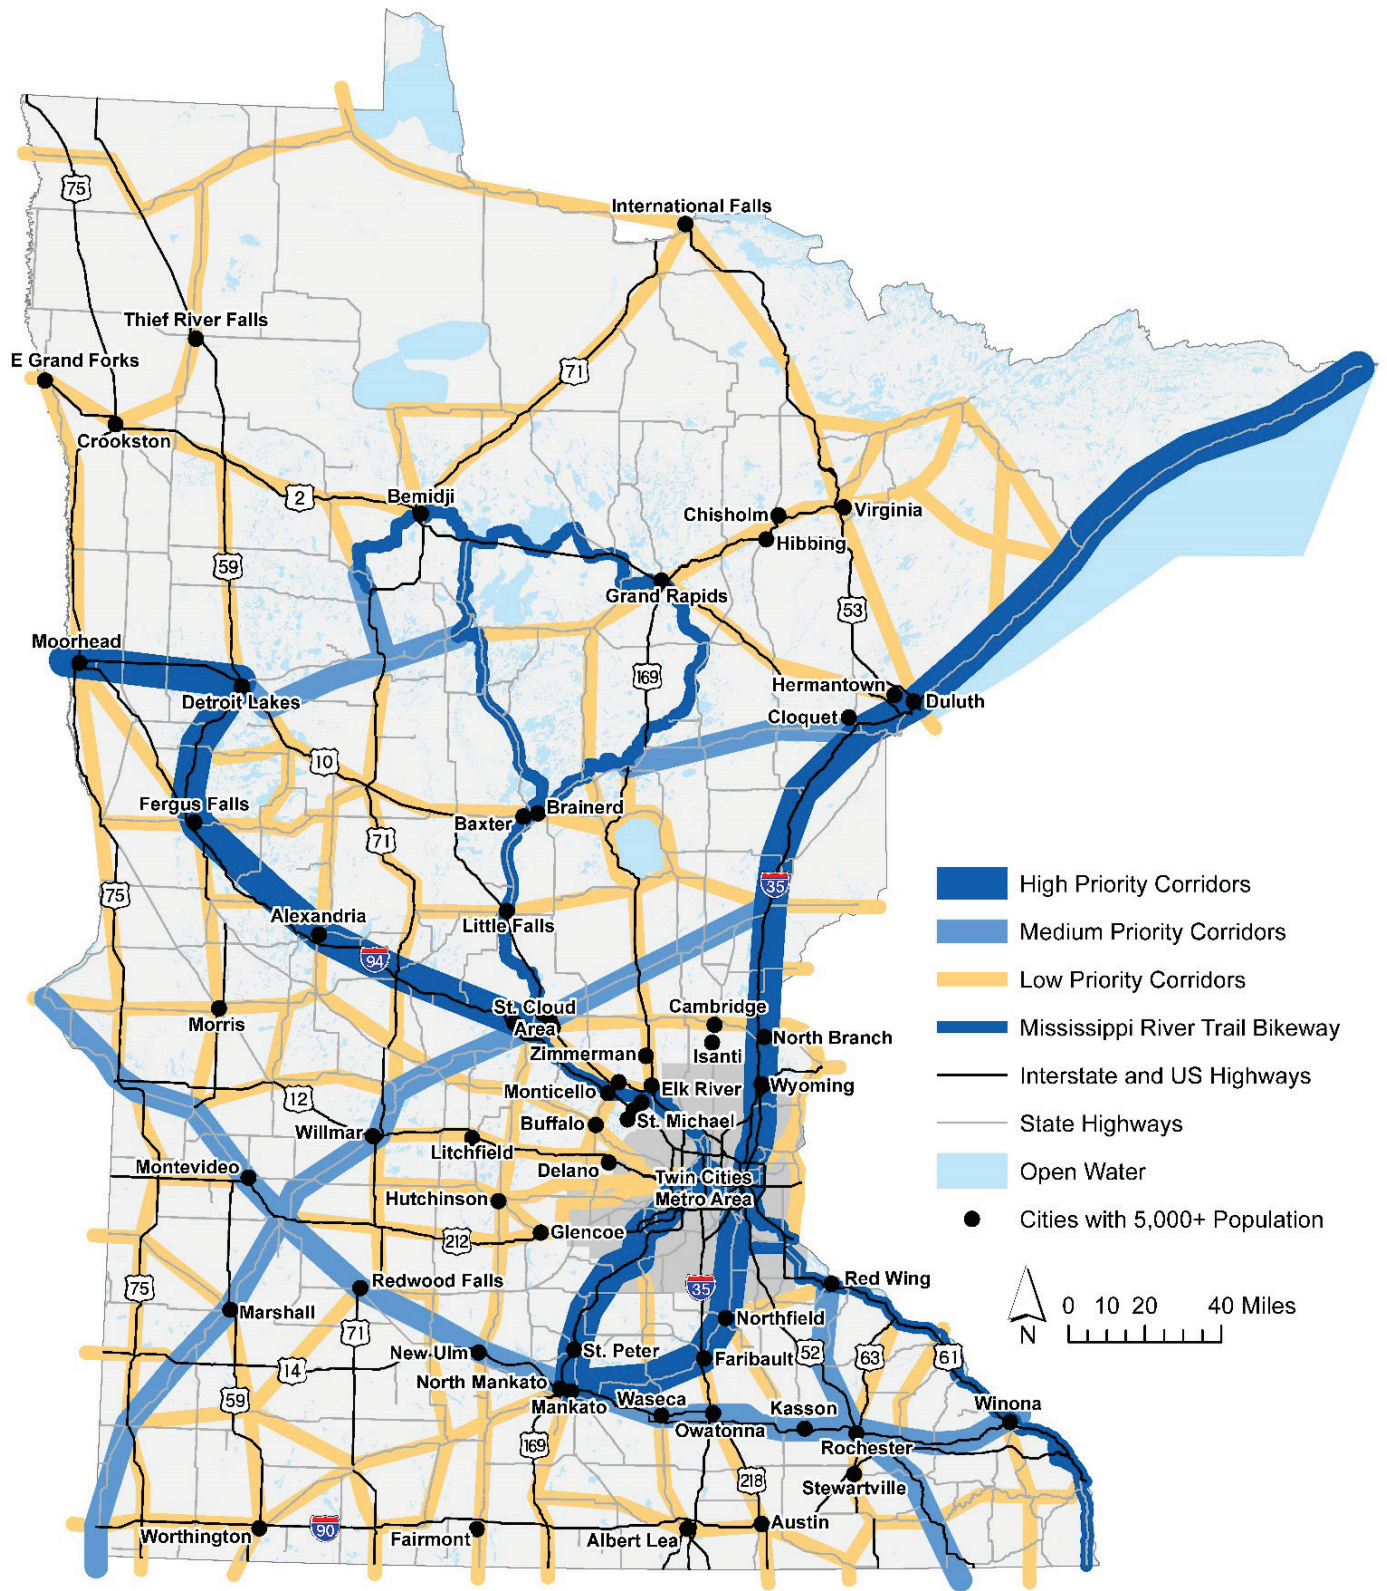 75
International Falls
Thief River Falls
E Grand Forks
71
Crookston
2
Bemidji
Chisholm
Virginia
Hibbing
59
Grand Rapids
53
Moorhead
169
Hermantown
Detroit Lakes
Duluth
Cloquet
10
Fergus Falls
Brainerd
Baxter
71
35
75
High Priority Corridors
Alexandria
Little Falls
Medium Priority Corridors
94
Low Priority Corridors
St. Cloud
Area
Cambridge
Morris
Mississippi River Trail Bikeway
North Branch
Isanti
Zimmerman
Interstate and US Highways
Monticello
Elk River
Wyoming
12
Buffalo
St. Michael
State Highways
Willmar
Litchfield
Montevideo
Delano
Open Water
Twin Cities
Metro Area
Hutchinson
Cities with 5,000+ Population
Glencoe
212
Redwood Falls
Red Wing
75
35
0 10 20 40 Miles
N
Marshall
Northfield
71
New Ulm
St. Peter
Faribault
52
63
61
14
North Mankato
59
Mankato
Waseca
Kasson
Winona
Owatonna
Rochester
169
218
Stewartville
Worthington
90
Fairmont
Albert Lea
Austin